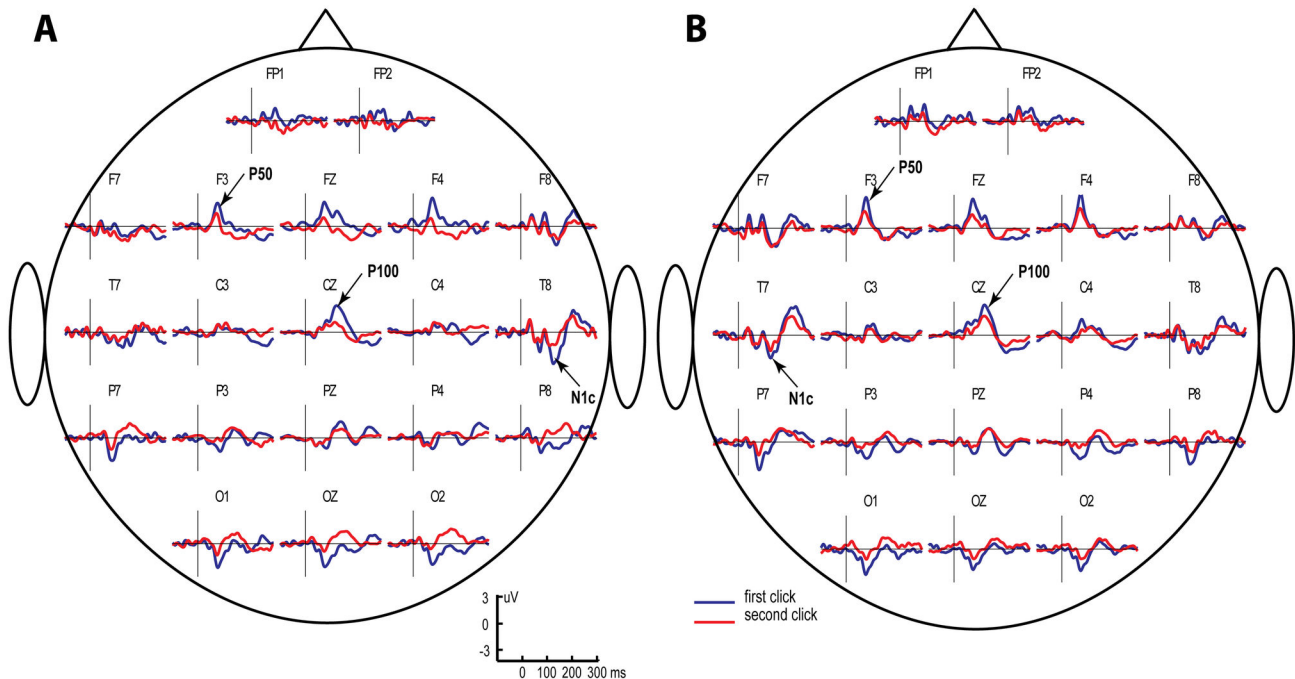 A
B
FP1 FP2
FP1 FP2
P50
P50
F7 F3 FZ F4 F8
F7 F3 FZ F4 F8
P100
P100
T7 C3 CZ C4 T8
T7 C3 CZ C4 T8
N1c
N1c
P7 P3 PZ P4 P8
P7 P3 PZ P4 P8
O1 OZ O2
O1 OZ O2
3 uV
0
-3
0 100 200 300 ms
first click
second click